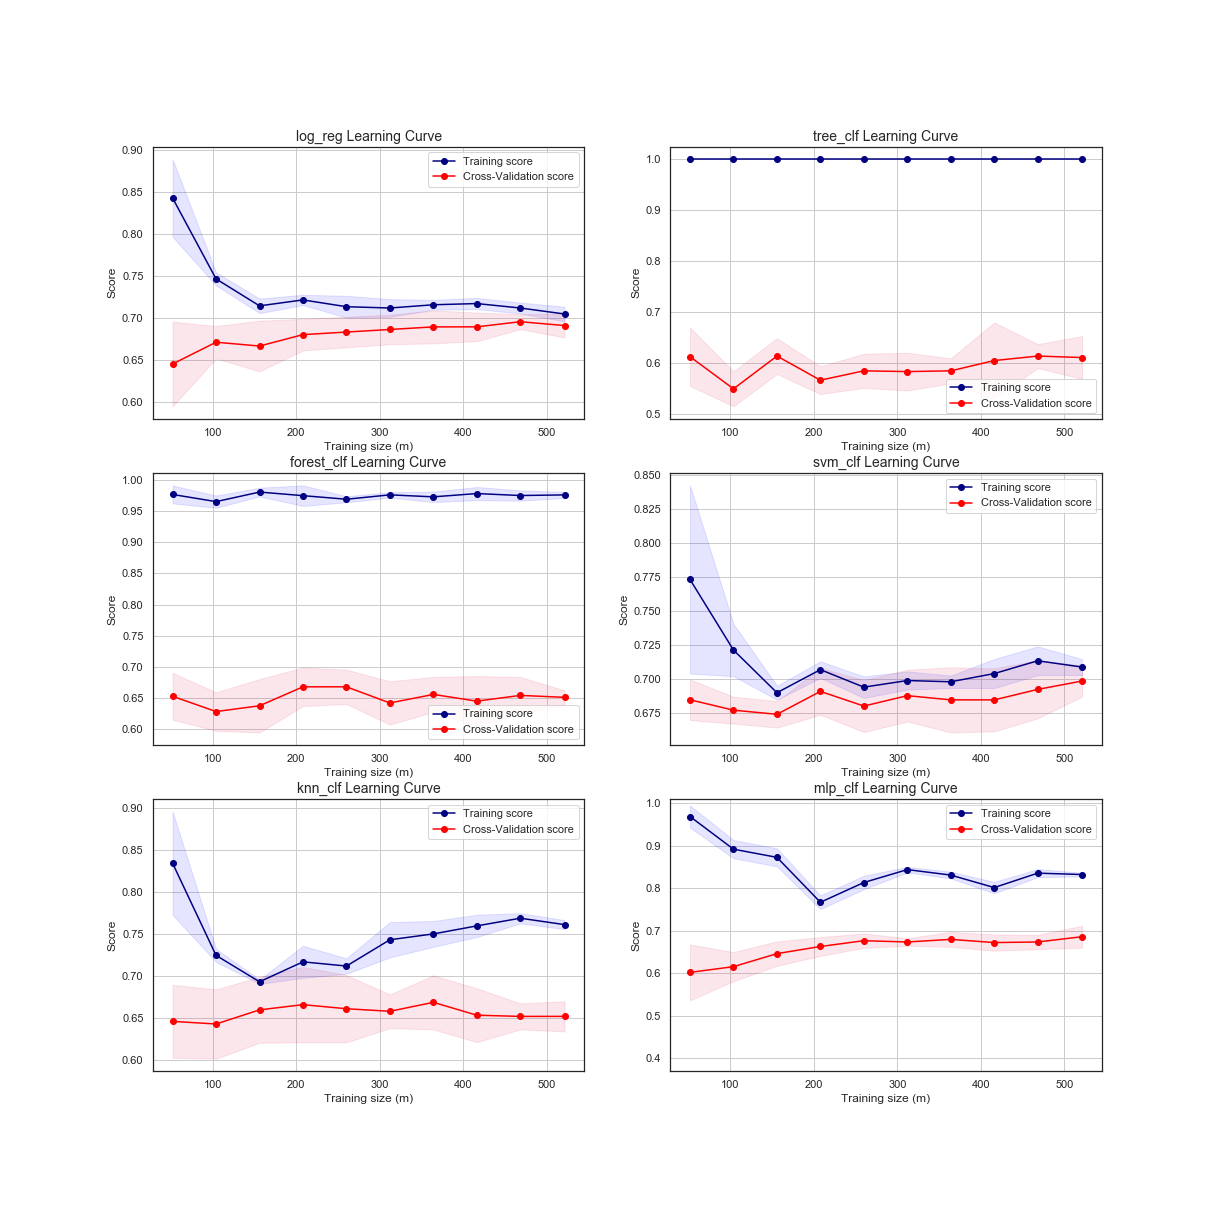 log_reg Learning Curve
0.90
0.85
0.80
0.75
0.70
0.65
0.60
Score
Training score
Cross-Validation score
100 200 300 400 500
Training size (m)
tree_clf Learning Curve
1.0
0.9
0.8
0.7
0.6
0.5
Score
Training score
Cross-Validation score
100 200 300 400 500
Training size (m)
forest_clf Learning Curve
1.00
0.95
0.90
0.85
0.80
0.75
0.70
0.65
0.60
Score
Training score
Cross-Validation score
100 200 300 400 500
Training size (m)
svm_clf Learning Curve
0.850
0.825
0.800
0.775
0.750
0.725
0.700
0.675
Score
Training score
Cross-Validation score
100 200 300 400 500
Training size (m)
knn_clf Learning Curve
0.90
0.85
0.80
0.75
0.70
0.65
0.60
Score
Training score
Cross-Validation score
100 200 300 400 500
Training size (m)
mlp_clf Learning Curve
1.0
0.9
0.8
0.7
0.6
0.5
0.4
Score
Training score
Cross-Validation score
100 200 300 400 500
Training size (m)